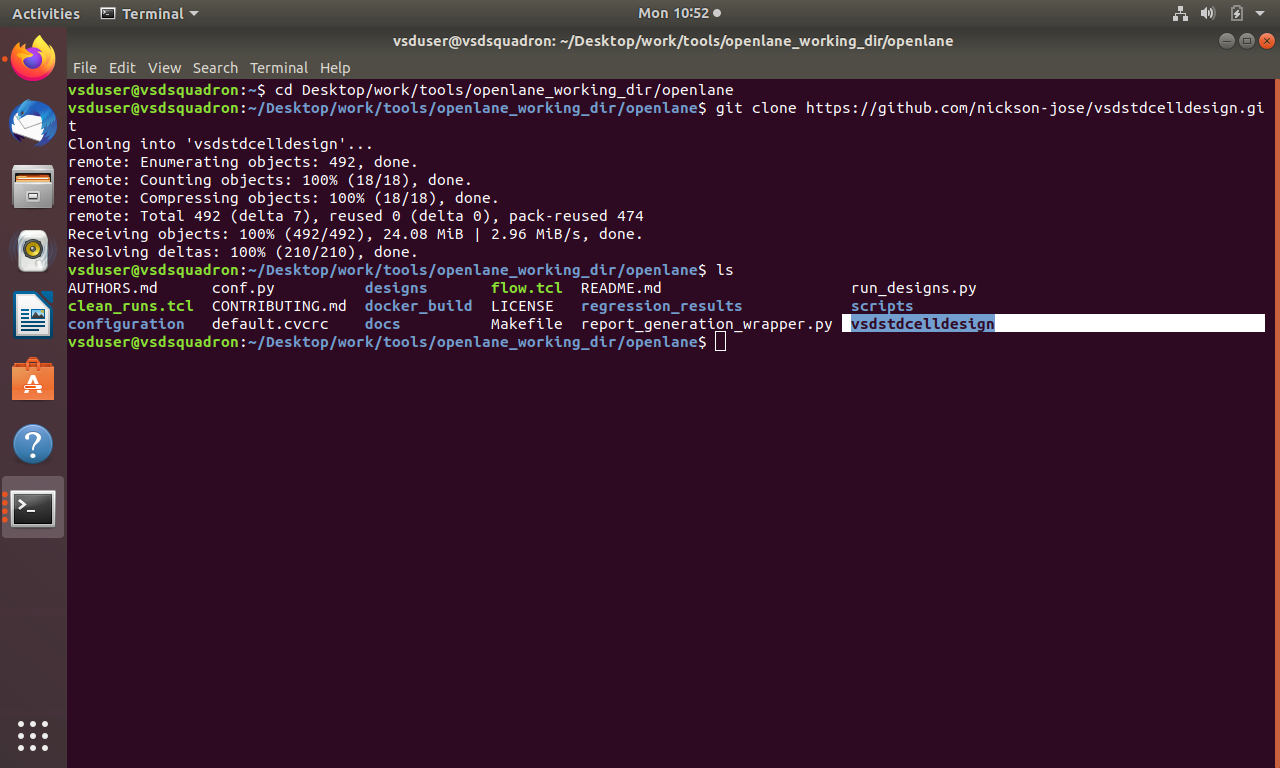 Activities Terminal Mon 10:52
vsduser@vsdsquadron: ~/Desktop/work/tools/openlane_working_dir/openlane
File Edit View Search Terminal Help
vsduser@vsdsquadron:~$ cd Desktop/work/tools/openlane_working_dir/openlane
vsduser@vsdsquadron:~/Desktop/work/tools/openlane_working_dir/openlane$ git clone https://github.com/nickson-jose/vsdstdcelldesign.gi
t
Cloning into 'vsdstdcelldesign'...
remote: Enumerating objects: 492, done.
remote: Counting objects: 100% (18/18), done.
remote: Compressing objects: 100% (18/18), done.
remote: Total 492 (delta 7), reused 0 (delta 0), pack-reused 474
Receiving objects: 100% (492/492), 24.08 MiB | 2.96 MiB/s, done.
Resolving deltas: 100% (210/210), done.
vsduser@vsdsquadron:~/Desktop/work/tools/openlane_working_dir/openlane$ ls
AUTHORS.md conf.py designs flow.tcl README.md run_designs.py
clean_runs.tcl CONTRIBUTING.md docker_build LICENSE regression_results scripts
configuration default.cvcrc docs Makefile report_generation_wrapper.py vsdstdcelldesign
vsduser@vsdsquadron:~/Desktop/work/tools/openlane_working_dir/openlane$